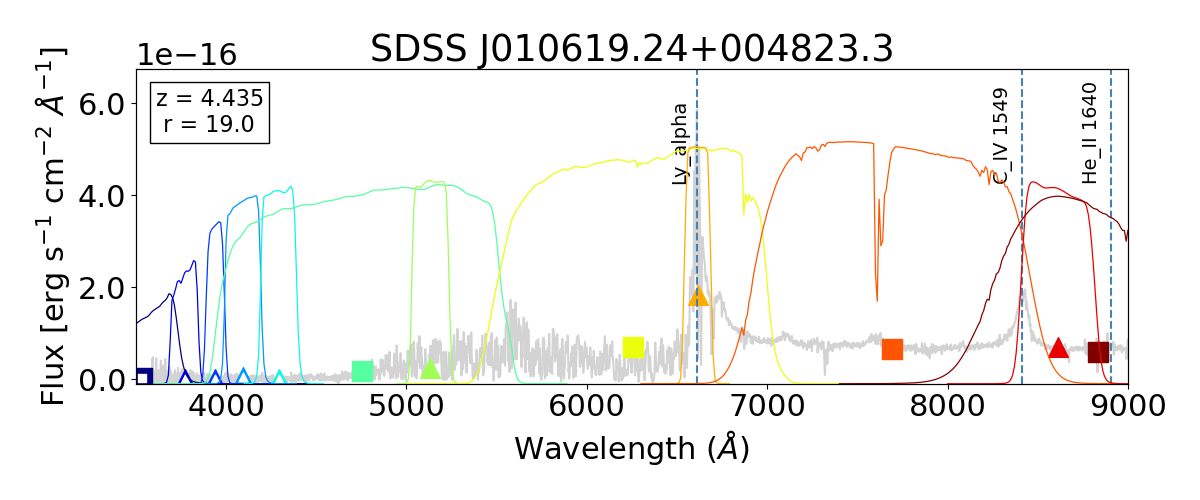 SDSS J010619.24+004823.3
1e−16
z = 4.435
r = 19.0
Ly_alpha
C_IV 1549
He_II 1640
6.0
4.0
2.0
0.0
Flux [erg s⁻¹ cm⁻² Å⁻¹]
4000 5000 6000 7000 8000 9000
Wavelength (Å)